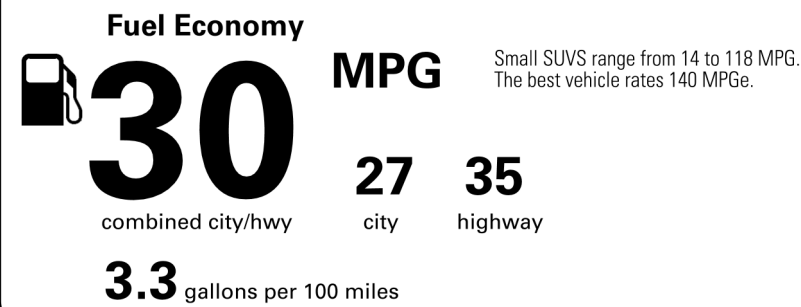 Fuel Economy
30 MPG
Small SUVS range from 14 to 118 MPG.
The best vehicle rates 140 MPGe.
27 35
combined city/hwy city highway
3.3 gallons per 100 miles